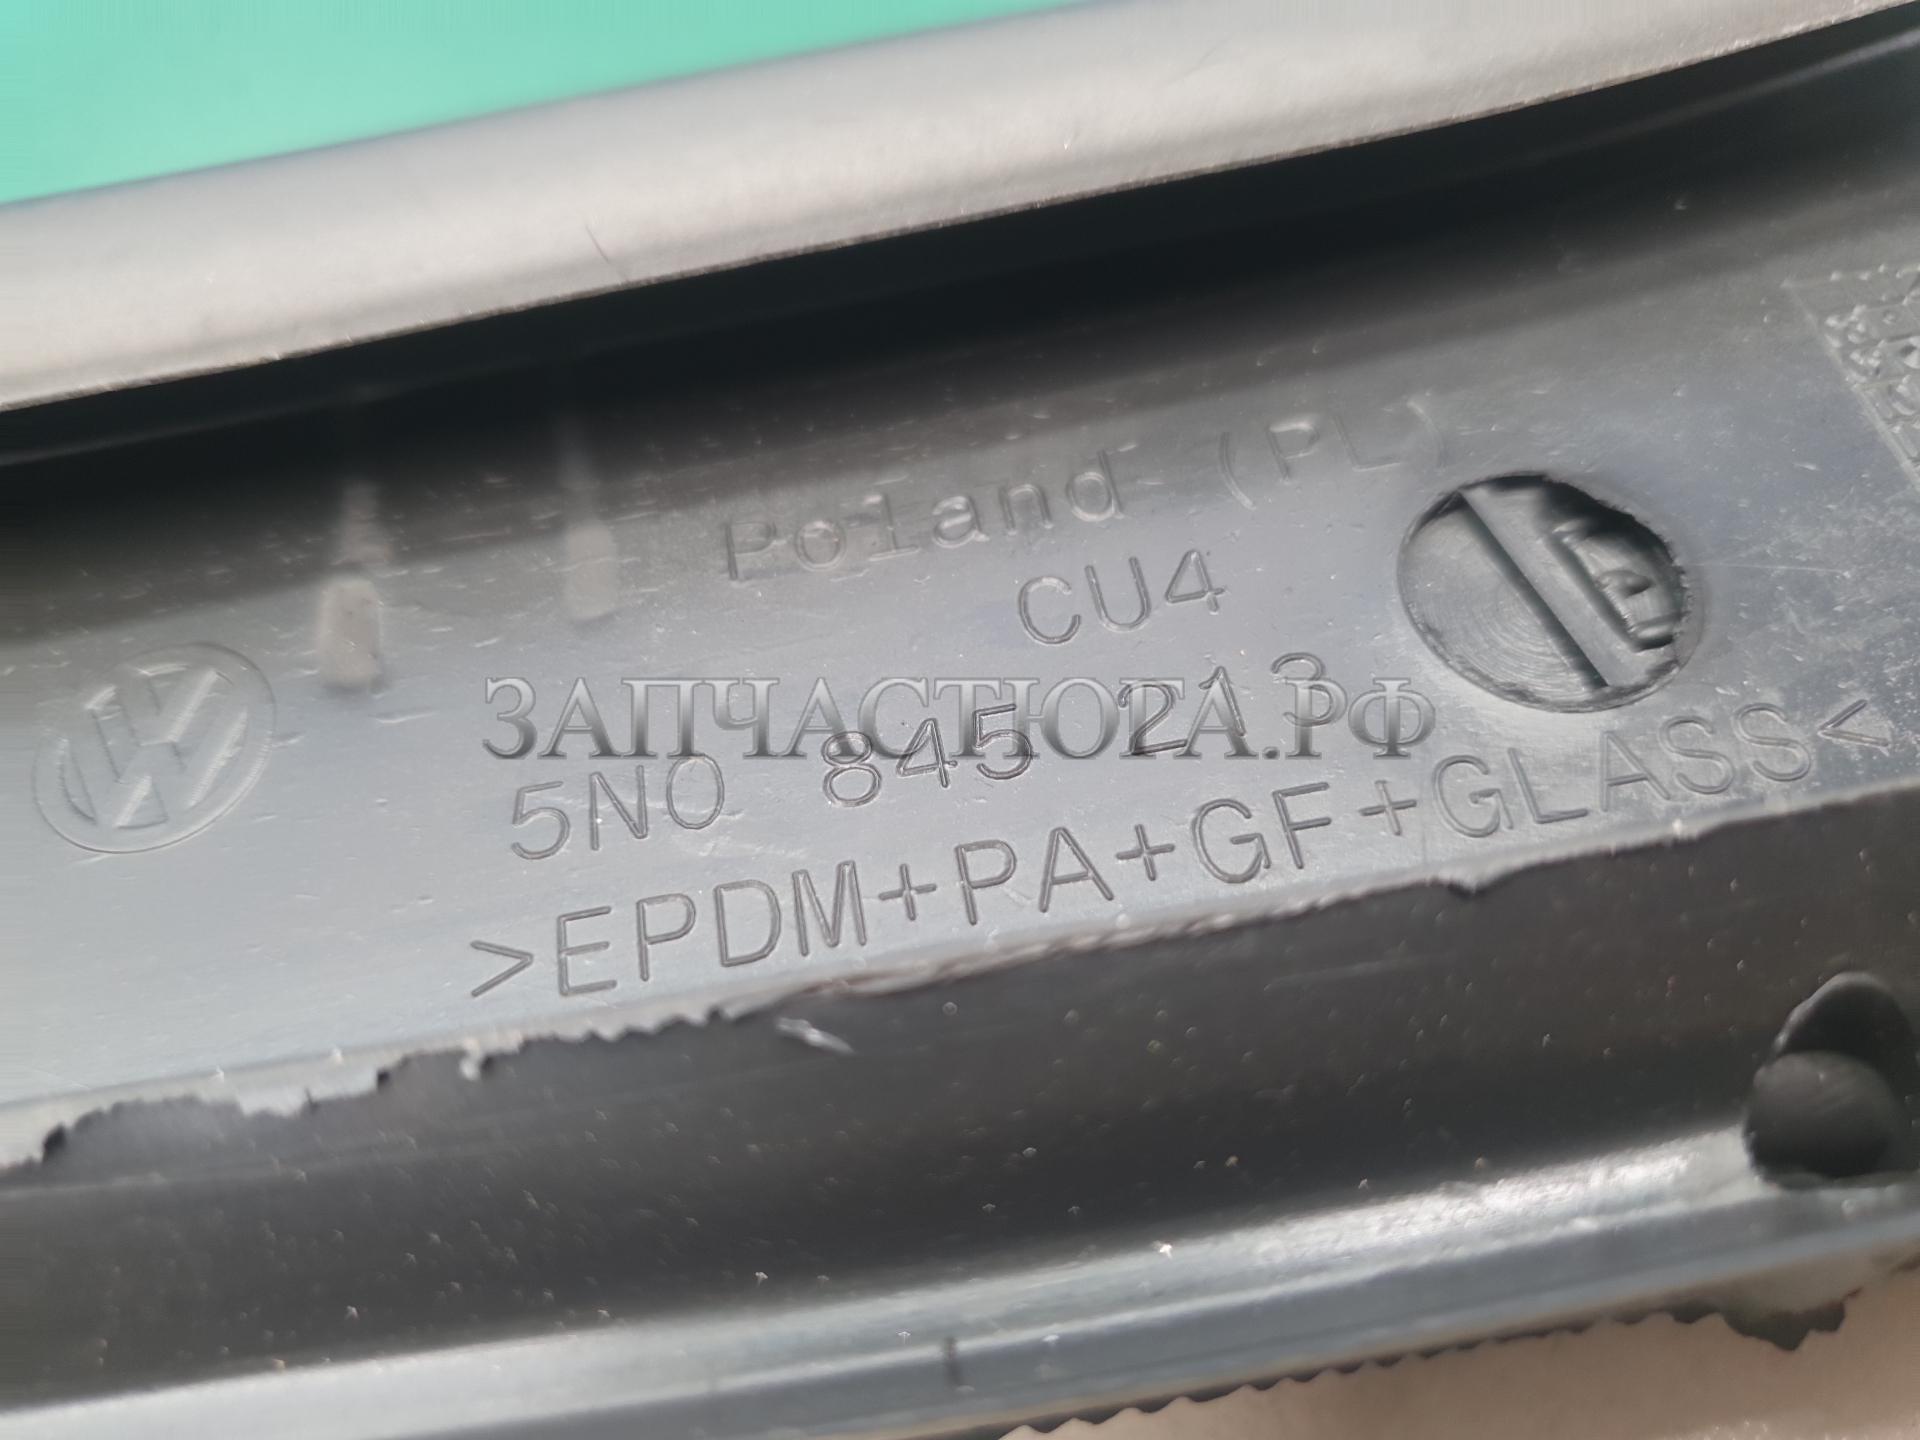 Poland (PL)
CU4
ЗАПЧАСТЮГА.РФ
5N0 845 213
>EPDM+PA+GF+GLASS<